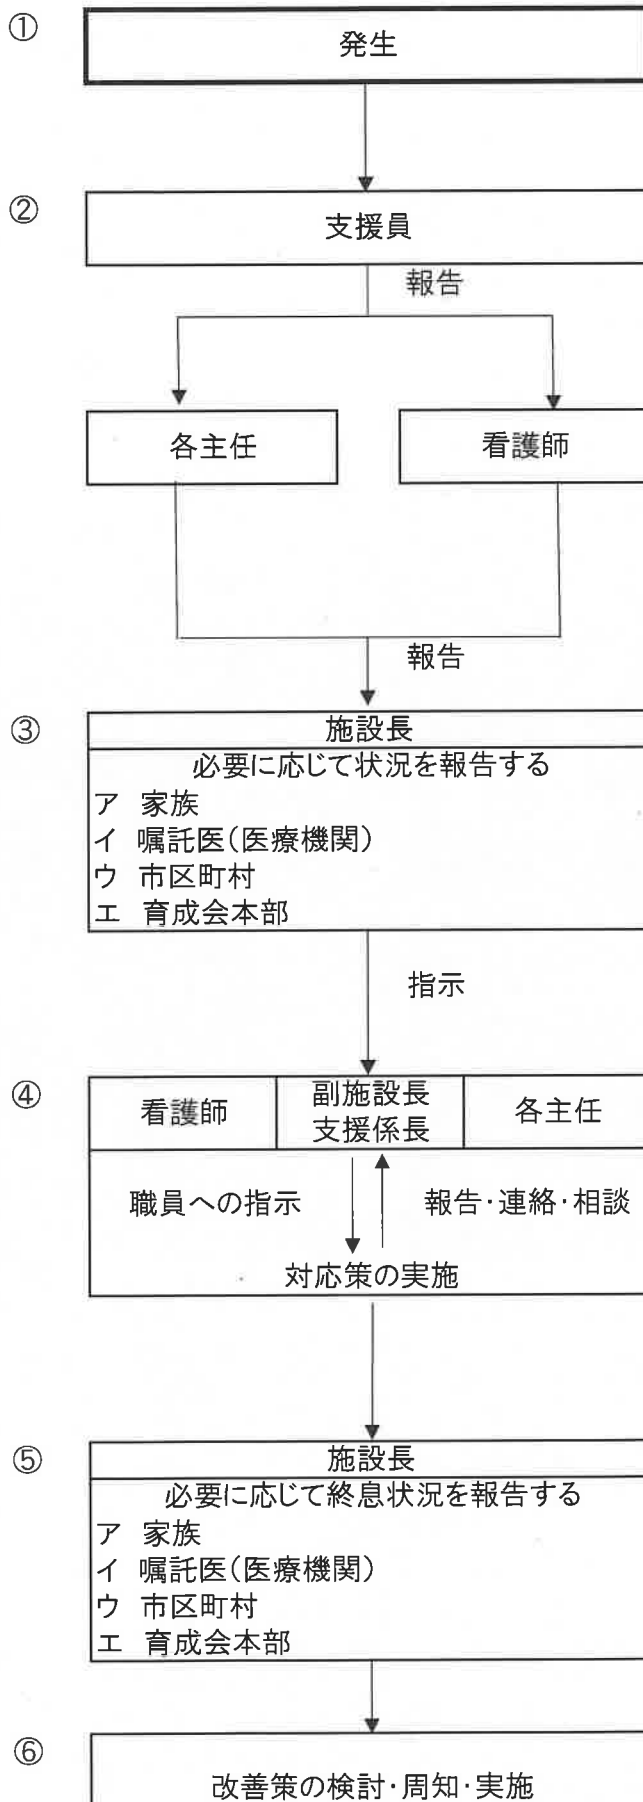 ①
発生
②
支援員
報告
各主任
看護師
報告
③
施設長
必要に応じて状況を報告する
ア 家族
イ 嘱託医(医療機関)
ウ 市区町村
エ 育成会本部
指示
④
看護師
副施設長
支援係長
各主任
職員への指示
報告・連絡・相談
対応策の実施
⑤
施設長
必要に応じて終息状況を報告する
ア 家族
イ 嘱託医(医療機関)
ウ 市区町村
エ 育成会本部
⑥
改善策の検討・周知・実施